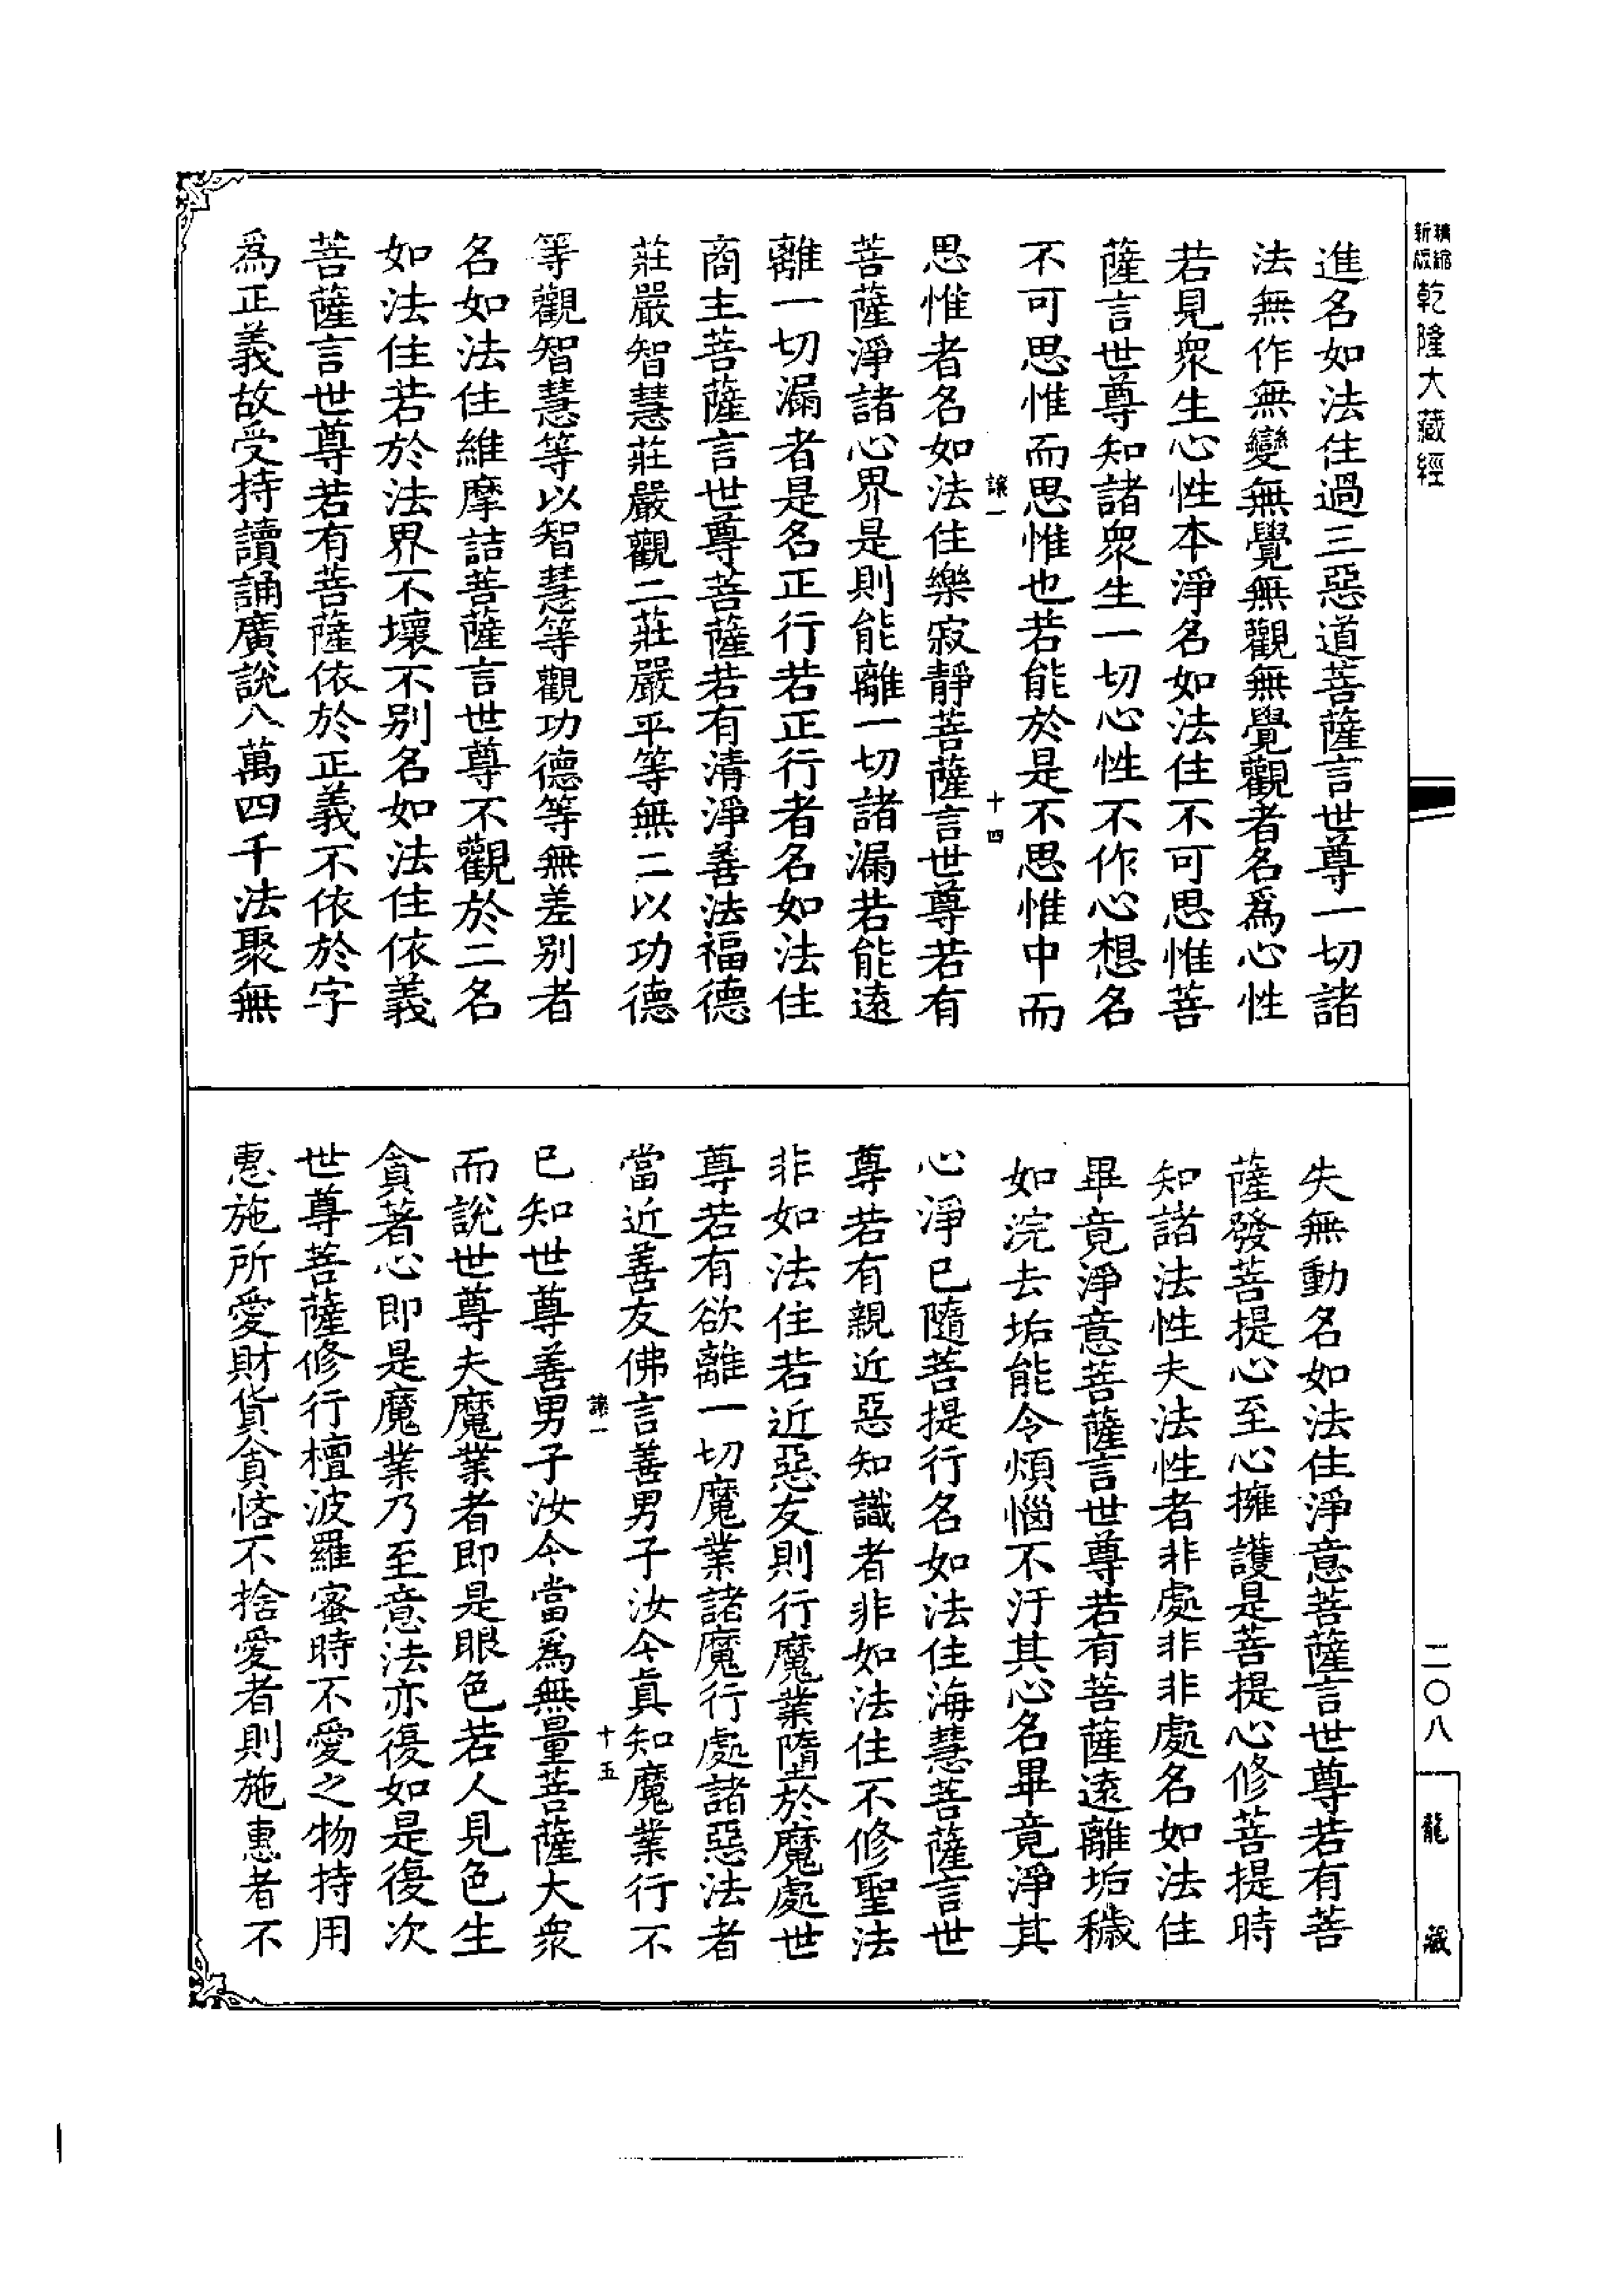 新版精縮
乾隆大藏經
進名如法住過三惡道菩薩言世尊一切諸
法無作無變無覺無觀無覺觀者名爲心性
若見衆生心性本淨名如法住不可思惟菩
薩言世尊知諸衆生一切心性不作心想名
不可思惟而思惟也若能於是不思惟中而
思惟者名如法住樂寂靜菩薩言世尊若有
菩薩淨諸心界是則能離一切諸漏若能遠
離一切漏者是名正行若正行者名如法住
商主菩薩言世尊菩薩若有清淨善法福德
莊嚴智慧莊嚴觀二莊嚴平等無二以功德
等觀智慧等以智慧等觀功德等無差別者
名如法住維摩詰菩薩言世尊不觀於二名
如法住若於法界不壞不別名如法住依義
菩薩言世尊若有菩薩依於正義不依於字
爲正義故受持讀誦廣說八萬四千法聚無
十四
失無動名如法住淨意菩薩言世尊若有菩
薩發菩提心至心擁護是菩提心修菩提時
知諸法性夫法性者非處非非處名如法住
畢竟淨意菩薩言世尊若有菩薩遠離垢穢
如浣去垢能令煩惱不汙其心名畢竟淨其
心淨已隨菩提行名如法住海慧菩薩言世
尊若有親近惡知識者非如法住不修聖法
非如法住若近惡友則行魔業墮於魔處世
尊若有欲離一切魔業諸魔行處諸惡法者
當近善友佛言善男子汝今真知魔業行不
已知世尊善男子汝今當爲無量菩薩大衆
而說世尊夫魔業者即是眼色若人見色生
貪著心即是魔業乃至意法亦復如是復次
世尊菩薩修行檀波羅蜜時不愛之物持用
惠施所愛財貨貪悋不捨愛者則施惠者不
十五
二〇八
龍藏